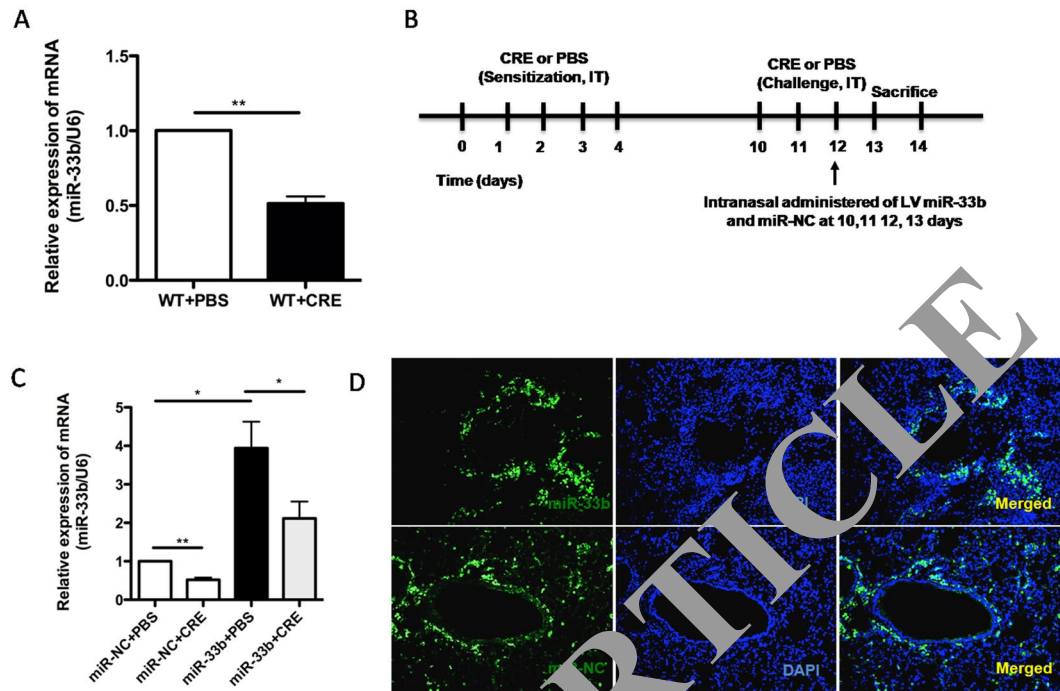 A
Relative expression of mRNA
(miR-33b/U6)
1.5
1.0
0.5
0.0
**
WT+PBS
WT+CRE
B
CRE or PBS
(Sensitization, IT)
CRE or PBS
(Challenge, IT)
Sacrifice
0 1 2 3 4 10 11 12 13 14
Time (days)
Intranasal administered of LV miR-33b
and miR-NC at 10,11 12, 13 days
C
Relative expression of mRNA
(miR-33b/U6)
5
4
3
2
1
0
*
*
**
miR-NC+PBS
miR-NC+CRE
miR-33b+PBS
miR-33b+CRE
D
miR-33b
Merged
DAPI
Merged
RTICLE